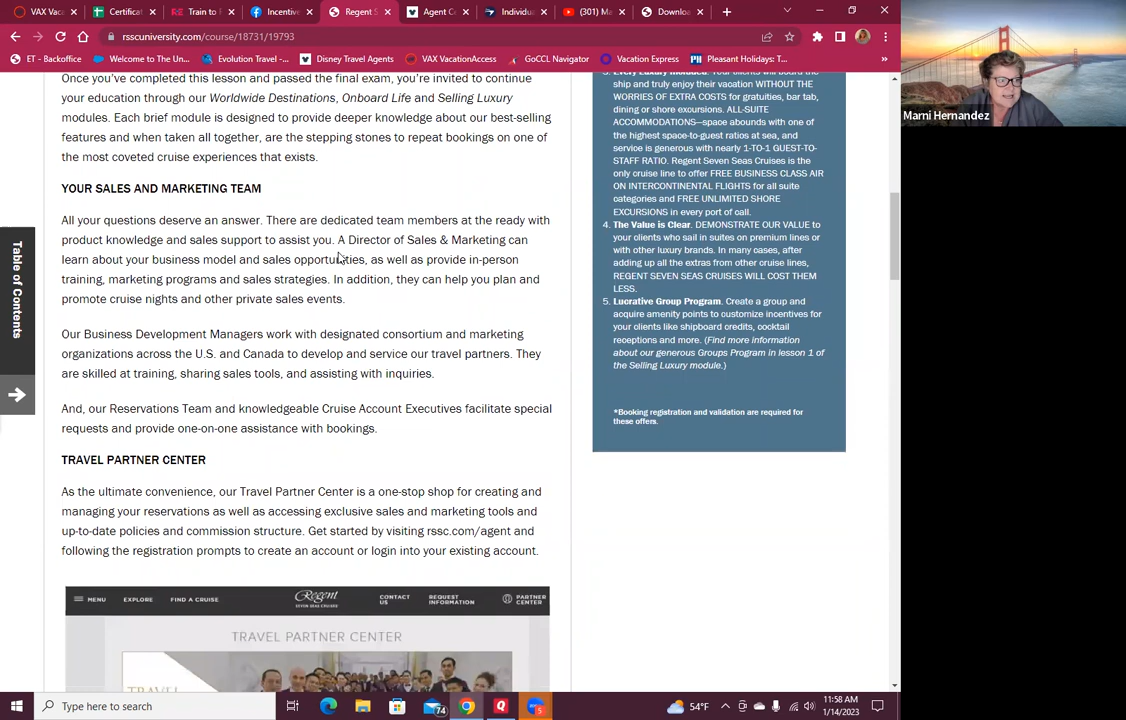 VAX Vaca
Certificat
Train to
Incentive
Regent S
Agent Ce
Individua
(301) Ma
Downloa
rsscuniversity.com/course/18731/19793
ET - Backoffice
Welcome to The Un...
Evolution Travel -...
Disney Travel Agents
VAX VacationAccess
GoCCL Navigator
Vacation Express
Pleasant Holidays: T...
Once you've completed this lesson and passed the final exam, you're invited to continue
your education through our Worldwide Destinations, Onboard Life and Selling Luxury
modules. Each brief module is designed to provide deeper knowledge about our best-selling
features and when taken all together, are the stepping stones to repeat bookings on one of
the most coveted cruise experiences that exists.
YOUR SALES AND MARKETING TEAM
All your questions deserve an answer. There are dedicated team members at the ready with
product knowledge and sales support to assist you. A Director of Sales & Marketing can
learn about your business model and sales opportunities, as well as provide in-person
training, marketing programs and sales strategies. In addition, they can help you plan and
promote cruise nights and other private sales events.
Our Business Development Managers work with designated consortium and marketing
organizations across the U.S. and Canada to develop and service our travel partners. They
are skilled at training, sharing sales tools, and assisting with inquiries.
And, our Reservations Team and knowledgeable Cruise Account Executives facilitate special
requests and provide one-on-one assistance with bookings.
TRAVEL PARTNER CENTER
As the ultimate convenience, our Travel Partner Center is a one-stop shop for creating and
managing your reservations as well as accessing exclusive sales and marketing tools and
up-to-date policies and commission structure. Get started by visiting rssc.com/agent and
following the registration prompts to create an account or login into your existing account.
MENU
EXPLORE
FIND A CRUISE
Regent
SEVEN SEAS CRUISES
CONTACT
US
REQUEST
INFORMATION
PARTNER
CENTER
TRAVEL PARTNER CENTER
TRAVEL
Table of Contents
3. Every Luxury Included. Your clients will board the
ship and truly enjoy their vacation WITHOUT THE
WORRIES OF EXTRA COSTS for gratuities, bar tab,
dining or shore excursions. ALL-SUITE
ACCOMMODATIONS—space abounds with one of
the highest space-to-guest ratios at sea, and
service is generous with nearly 1-TO-1 GUEST-TO-
STAFF RATIO. Regent Seven Seas Cruises is the
only cruise line to offer FREE BUSINESS CLASS AIR
ON INTERCONTINENTAL FLIGHTS for all suite
categories and FREE UNLIMITED SHORE
EXCURSIONS in every port of call.
4. The Value is Clear. DEMONSTRATE OUR VALUE to
your clients who sail in suites on premium lines or
with other luxury brands. In many cases, after
adding up all the extras from other cruise lines,
REGENT SEVEN SEAS CRUISES WILL COST THEM
LESS.
5. Lucrative Group Program. Create a group and
acquire amenity points to customize incentives for
your clients like shipboard credits, cocktail
receptions and more. (Find more information
about our generous Groups Program in lesson 1 of
the Selling Luxury module.)
*Booking registration and validation are required for
these offers.
Marni Hernandez
Type here to search
74
5
54°F
11:58 AM
1/14/2023